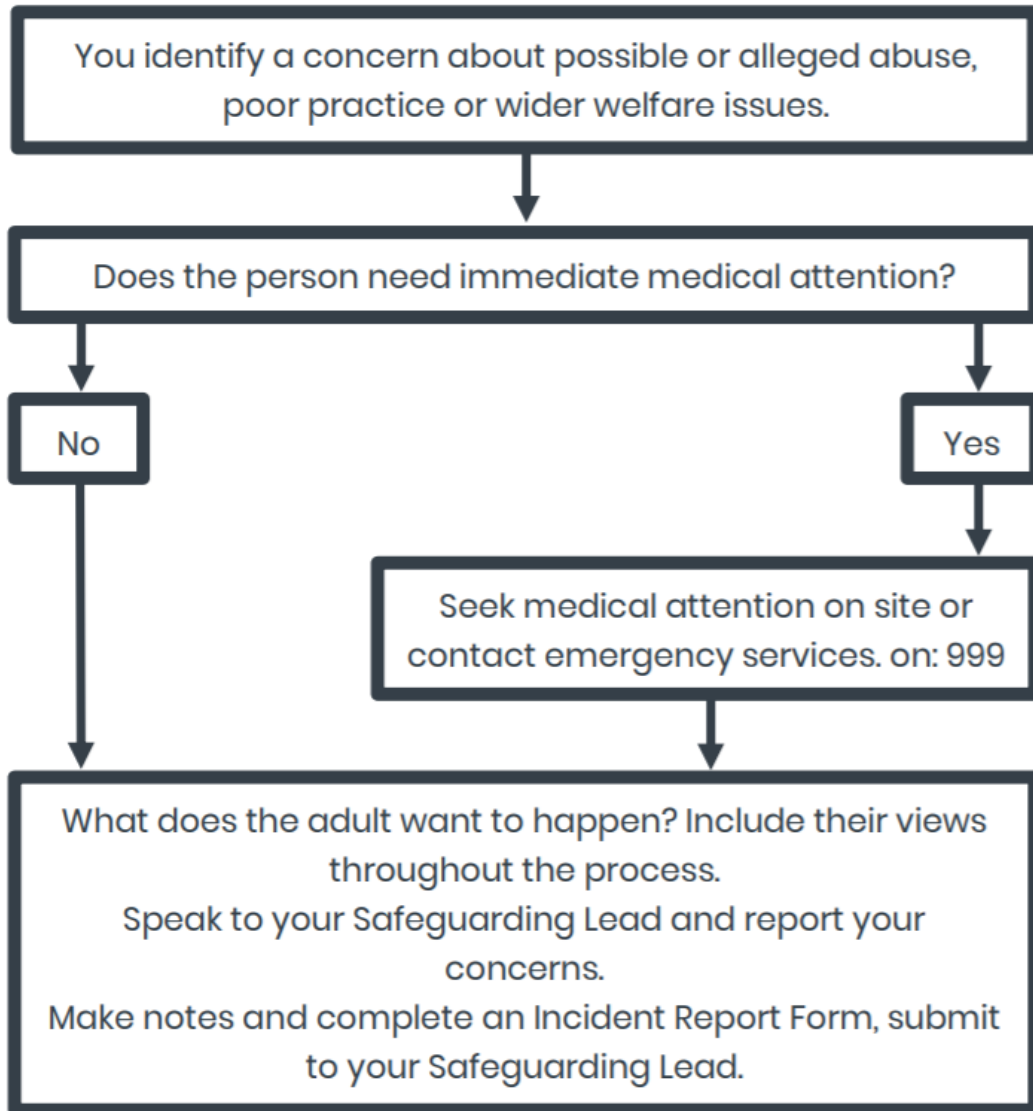 You identify a concern about possible or alleged abuse,
poor practice or wider welfare issues.
Does the person need immediate medical attention?
No
Yes
Seek medical attention on site or
contact emergency services. on: 999
What does the adult want to happen? Include their views
throughout the process.
Speak to your Safeguarding Lead and report your
concerns.
Make notes and complete an Incident Report Form, submit
to your Safeguarding Lead.